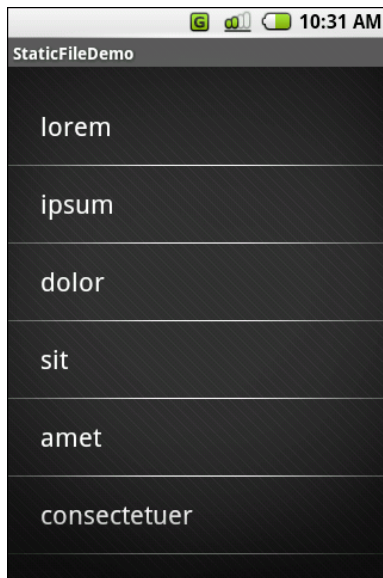 G 10:31 AM
StaticFileDemo
lorem
ipsum
dolor
sit
amet
consectetuer